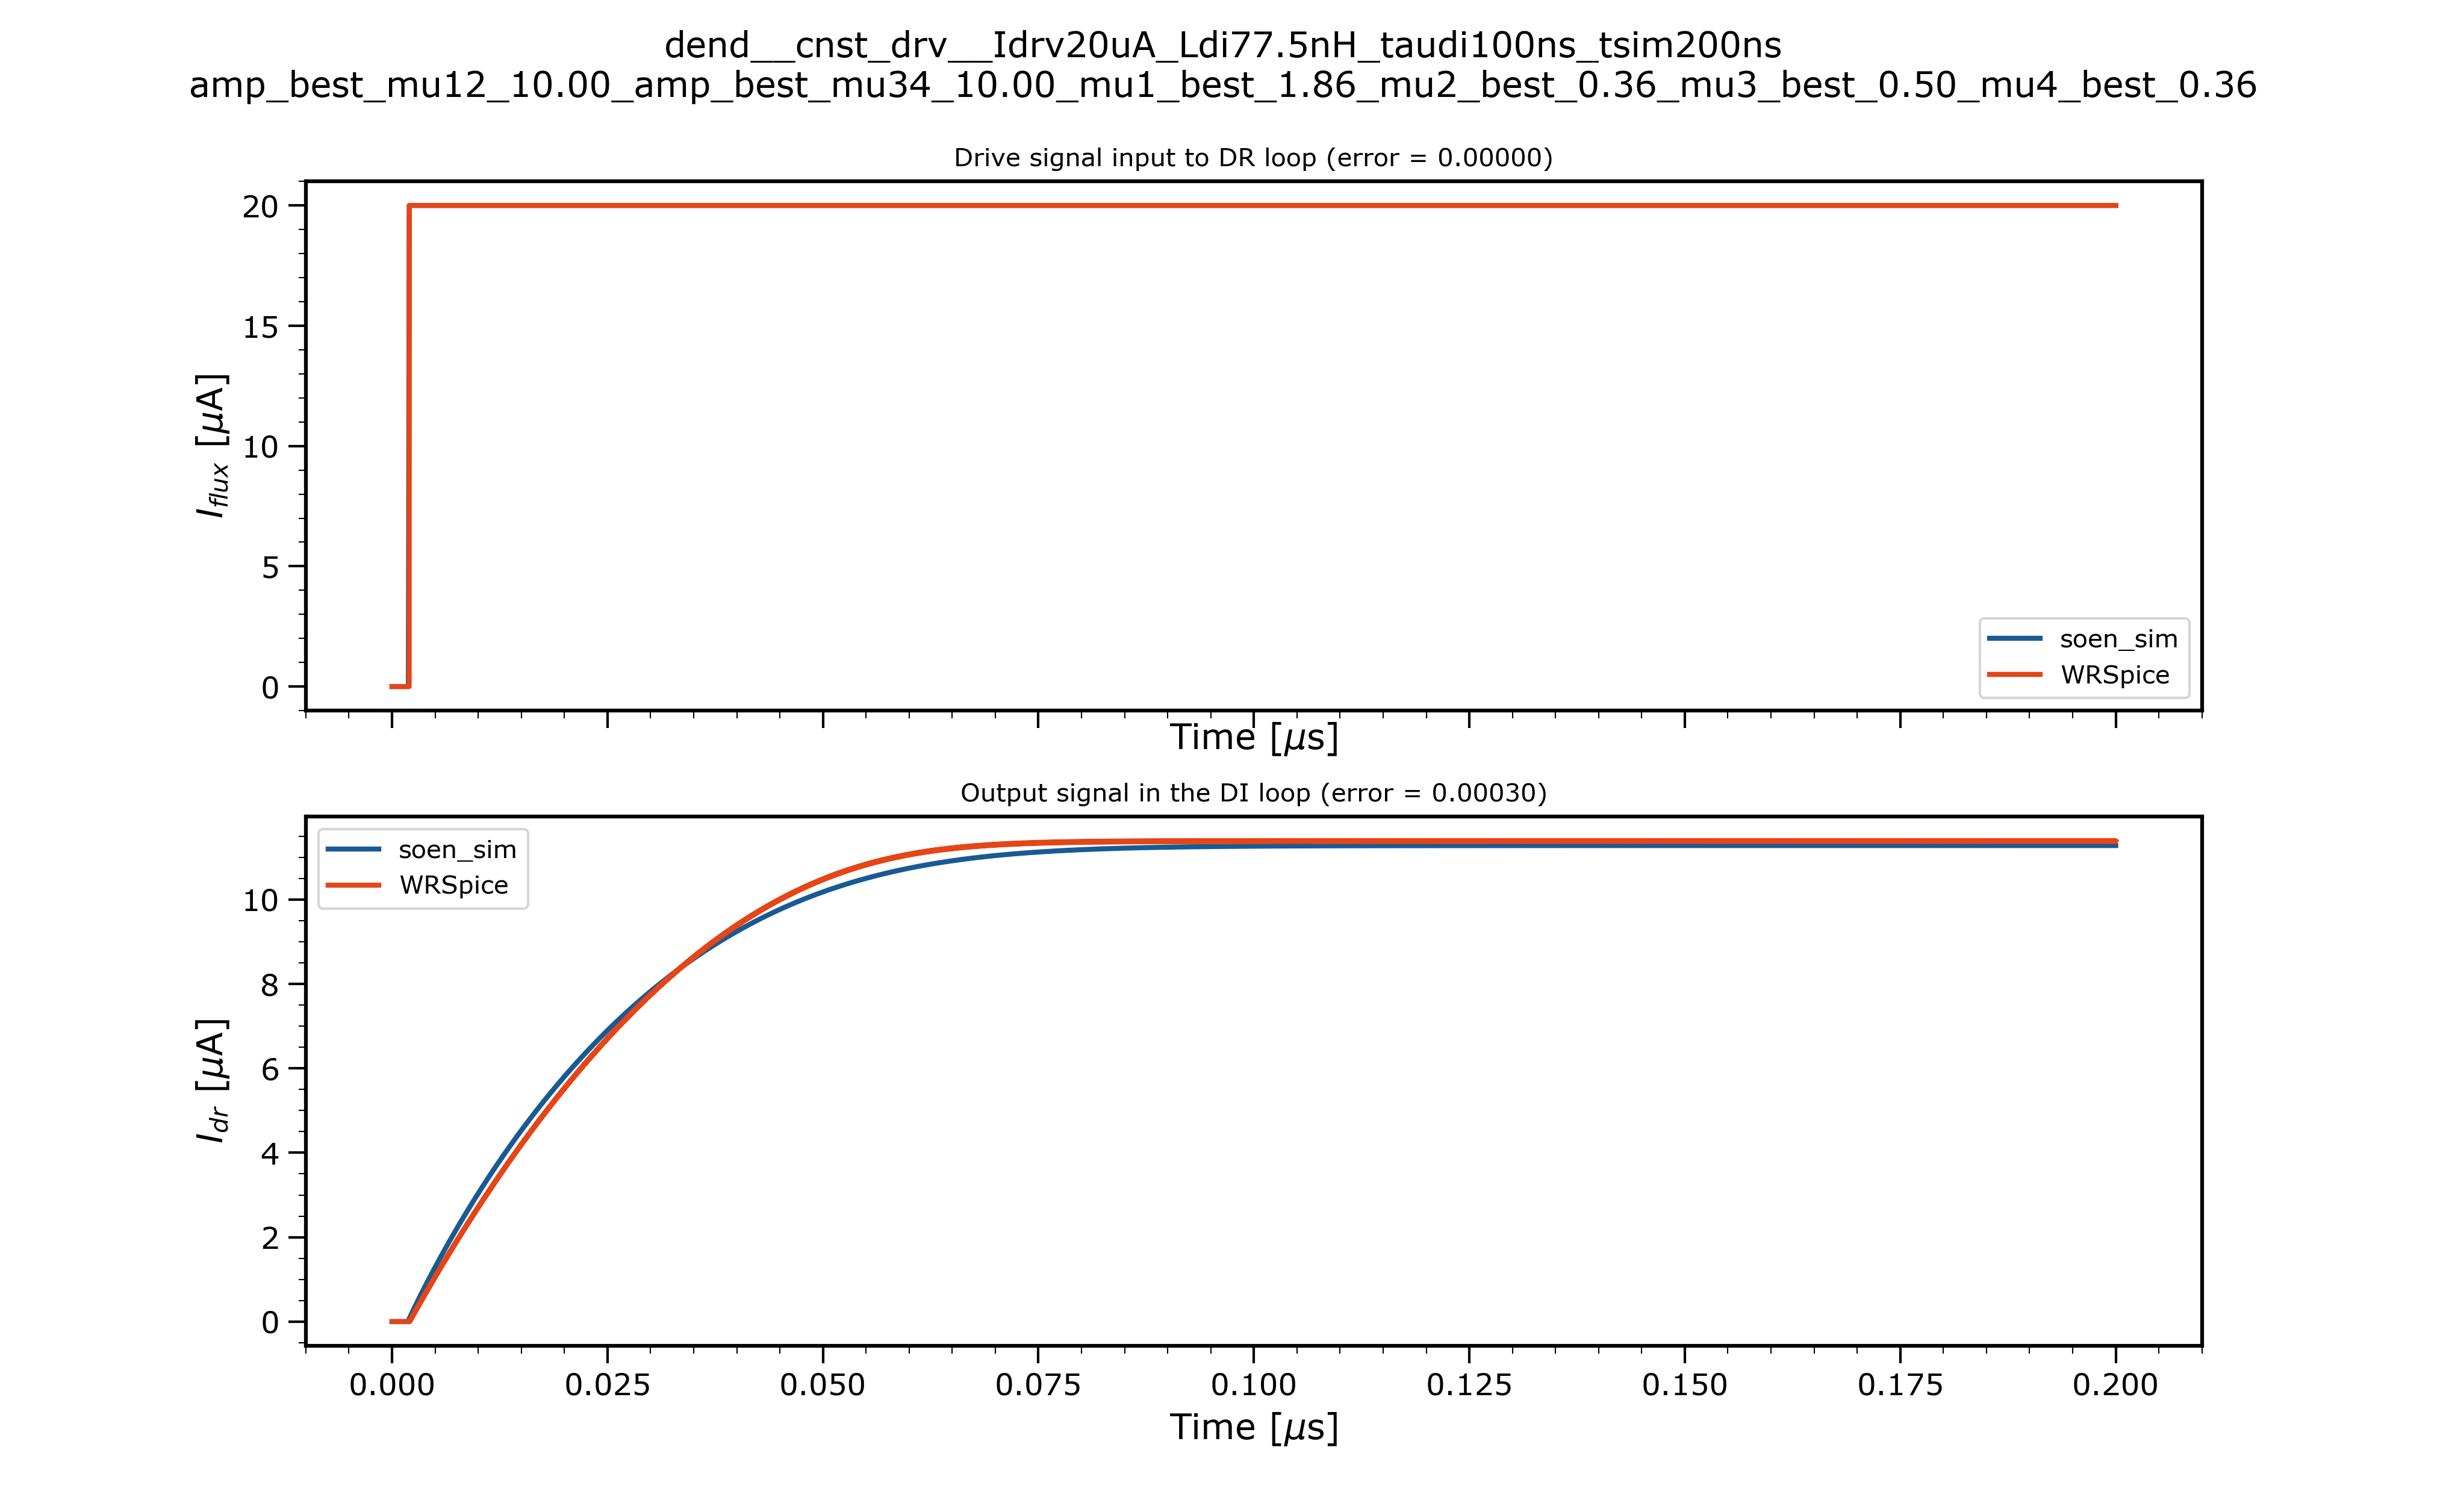 dend__cnst_drv__Idrv20uA_Ldi77.5nH_taudi100ns_tsim200ns
amp_best_mu12_10.00_amp_best_mu34_10.00_mu1_best_1.86_mu2_best_0.36_mu3_best_0.50_mu4_best_0.36
Drive signal input to DR loop (error = 0.00000)
20
15
10
5
0
I_flux [μA]
soen_sim
WRSpice
Time [μs]
Output signal in the DI loop (error = 0.00030)
soen_sim
WRSpice
10
8
6
4
2
0
I_dr [μA]
0.000 0.025 0.050 0.075 0.100 0.125 0.150 0.175 0.200
Time [μs]